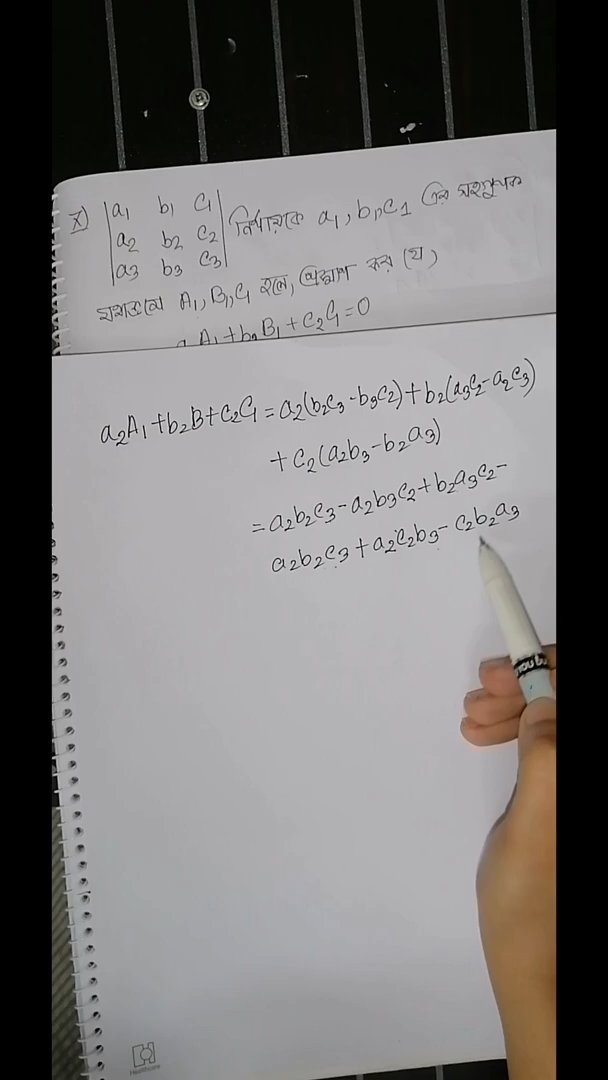 x) | a₁ b₁ c₁ |
| a₂ b₂ c₂ | নির্ণায়কে a₁, b₁, c₁ এর সহগুণক
| a₃ b₃ c₃ |
যথাক্রমে A₁, B₁, C₁ হলে, প্রমাণ কর যে,
A₁+b₂B₁+c₂C₁=0
a₂A₁+b₂B+c₂C₁=a₂(b₂c₃-b₃c₂)+b₂(a₃c₂-a₂c₃)
+c₂(a₂b₃-b₂a₃)
=a₂b₂c₃-a₂b₃c₂+b₂a₃c₂-
a₂b₂c₃+a₂c₂b₃-c₂b₂a₃
Healthcare